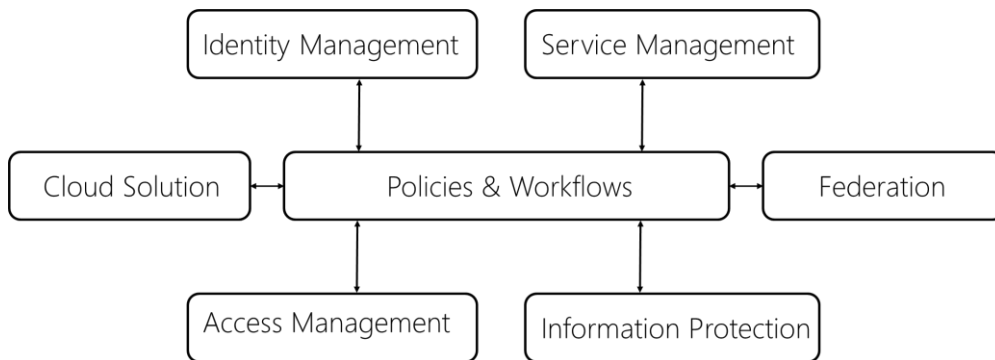 Identity Management
Service Management
Cloud Solution
Policies & Workflows
Federation
Access Management
Information Protection